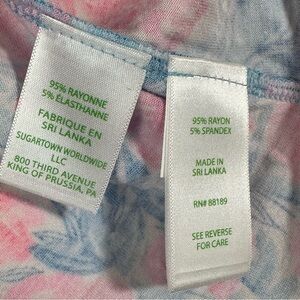 95% RAYONNE
5% ÉLASTHANNE
FABRIQUE EN
SRI LANKA
SUGARTOWN WORLDWIDE
LLC
800 THIRD AVENUE
KING OF PRUSSIA, PA
95% RAYON
5% SPANDEX
MADE IN
SRI LANKA
RN# 88189
SEE REVERSE
FOR CARE